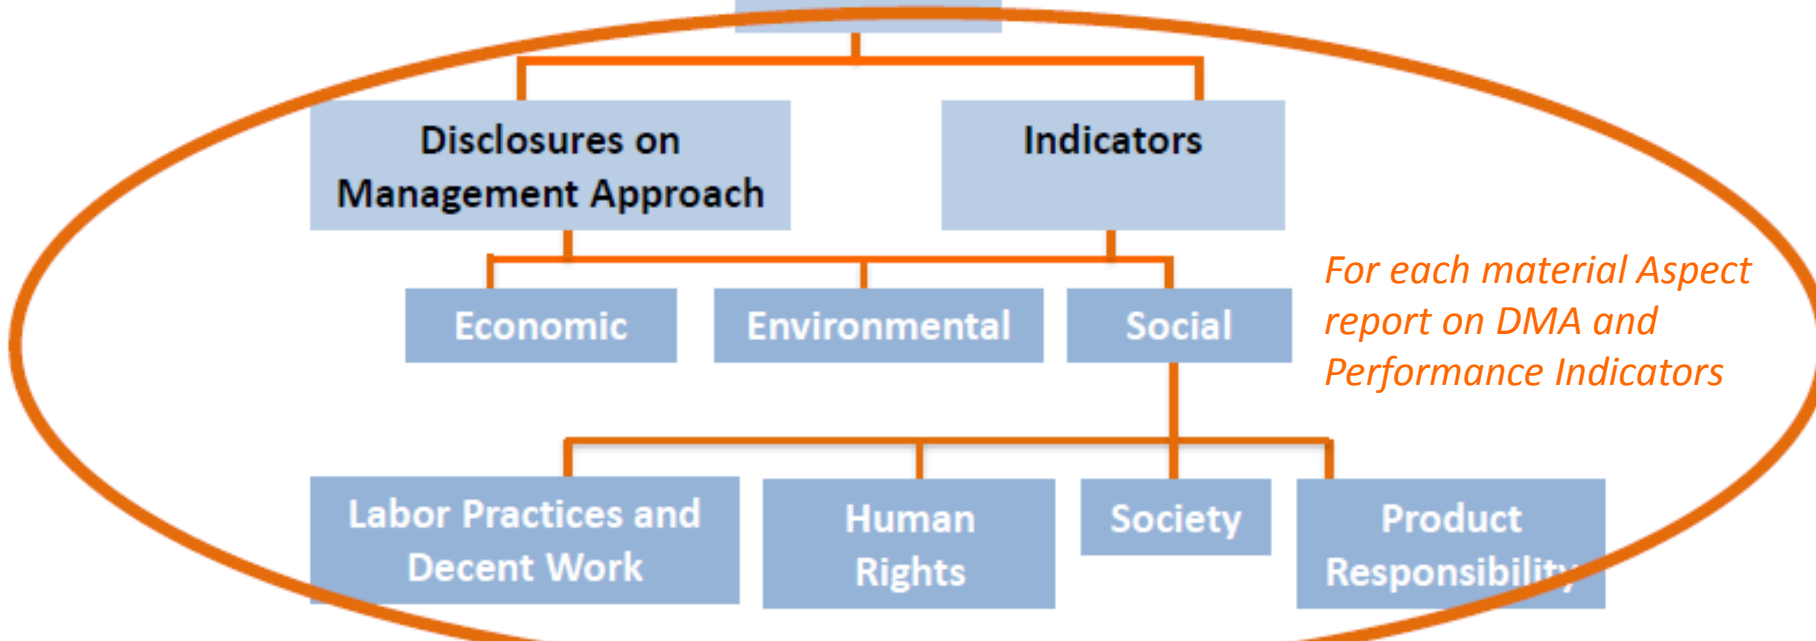 Disclosures on
Management Approach
Indicators
Economic
Environmental
Social
For each material Aspect
report on DMA and
Performance Indicators
Labor Practices and
Decent Work
Human
Rights
Society
Product
Responsibility